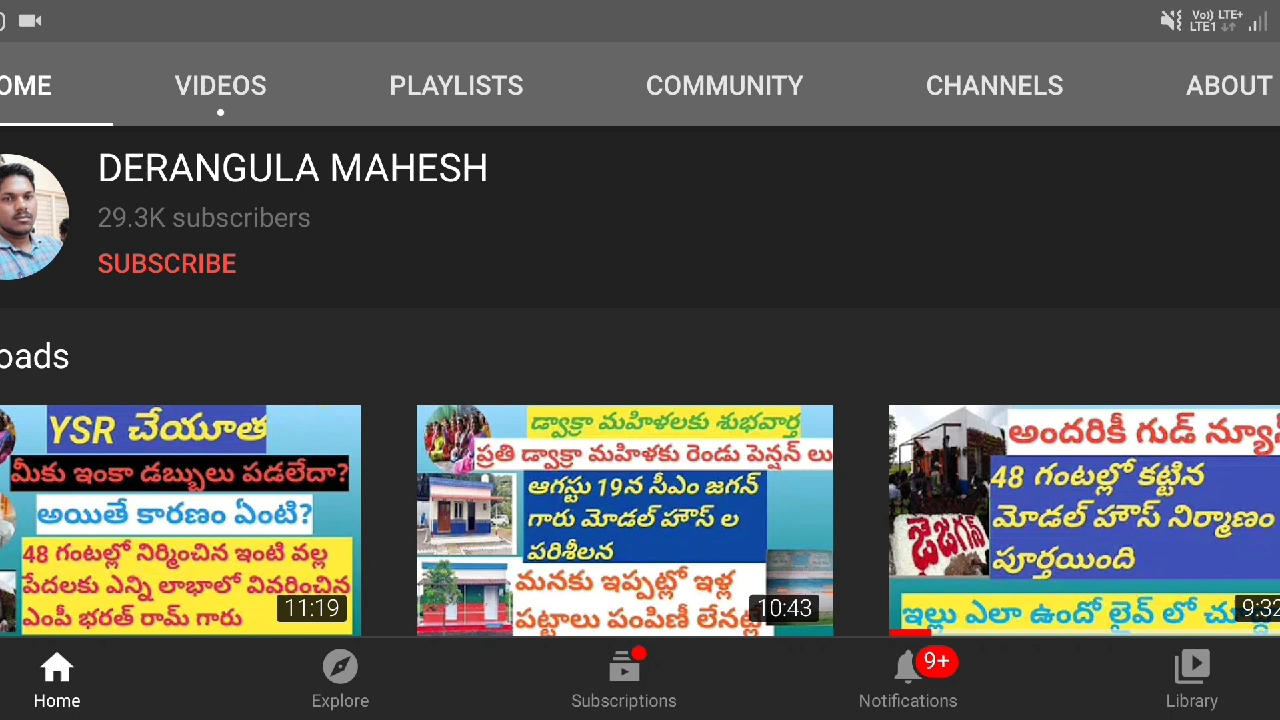 Vo)) LTE+
LTE1
OME VIDEOS PLAYLISTS COMMUNITY CHANNELS ABOUT
DERANGULA MAHESH
29.3K subscribers
SUBSCRIBE
oads
YSR చేయూత
మీకు ఇంకా డబ్బులు పడలేదా?
అయితే కారణం ఏంటి?
48 గంటల్లో నిర్మించిన ఇంటి వల్ల
పేదలకు ఎన్ని లాభాలో వివరించిన
ఎంపీ భరత్ రామ్ గారు
11:19
డ్వాక్రా మహిళలకు శుభవార్త
ప్రతి డ్వాక్రా మహిళకు రెండు పెన్షన్ లు
ఆగస్టు 19న సీఎం జగన్
గారు మోడల్ హౌస్ ల
పరిశీలన
మనకు ఇప్పట్లో ఇళ్ల
పట్టాలు పంపిణీ లేనట్ల
10:43
అందరికీ గుడ్ న్యూ
48 గంటల్లో కట్టిన
మోడల్ హౌస్ నిర్మాణం
పూర్తయింది
జైజగన్
ఇల్లు ఎలా ఉందో లైవ్ లో
9:32
9+
Home Explore Subscriptions Notifications Library